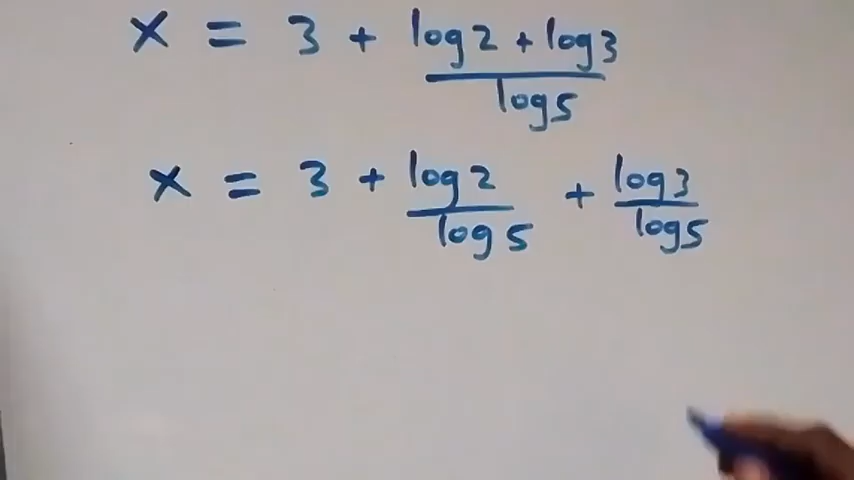 x = 3 + (log2 + log3)/log5
x = 3 + log2/log5 + log3/log5